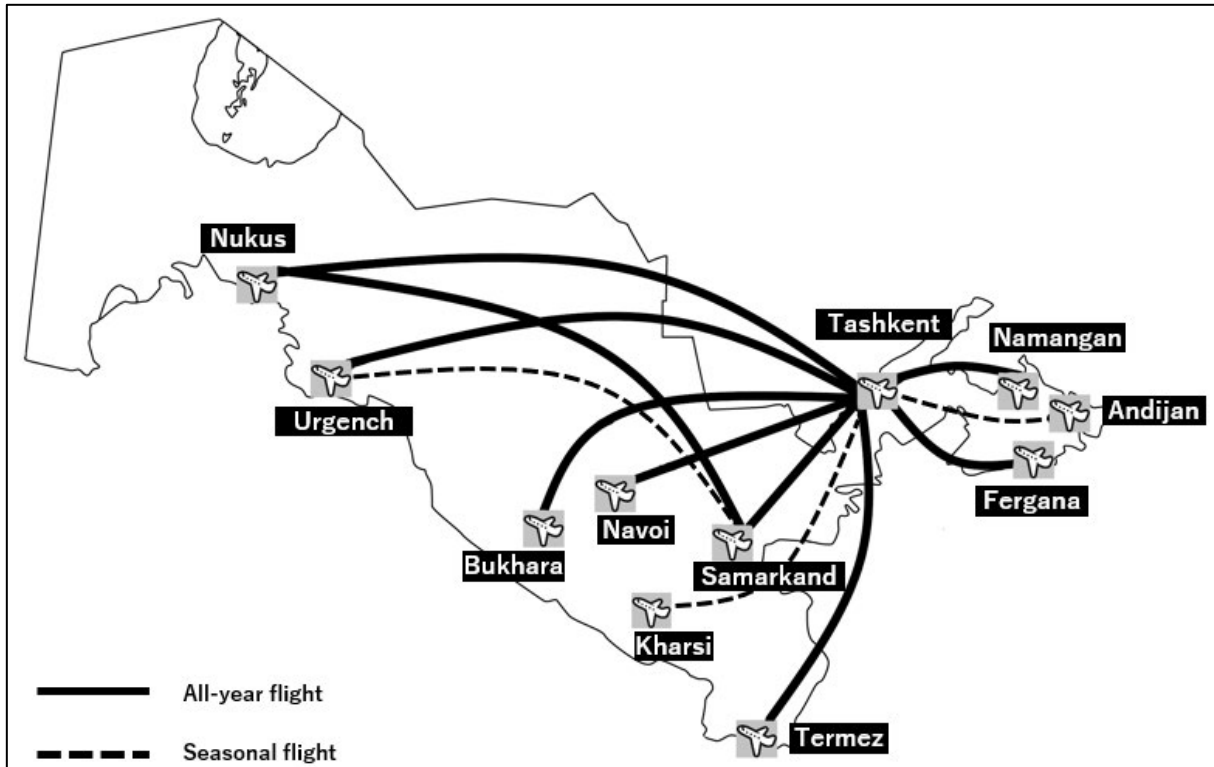 Nukus
Tashkent
Namangan
Andijan
Urgench
Fergana
Navoi
Bukhara
Samarkand
Kharsi
All-year flight
Termez
Seasonal flight